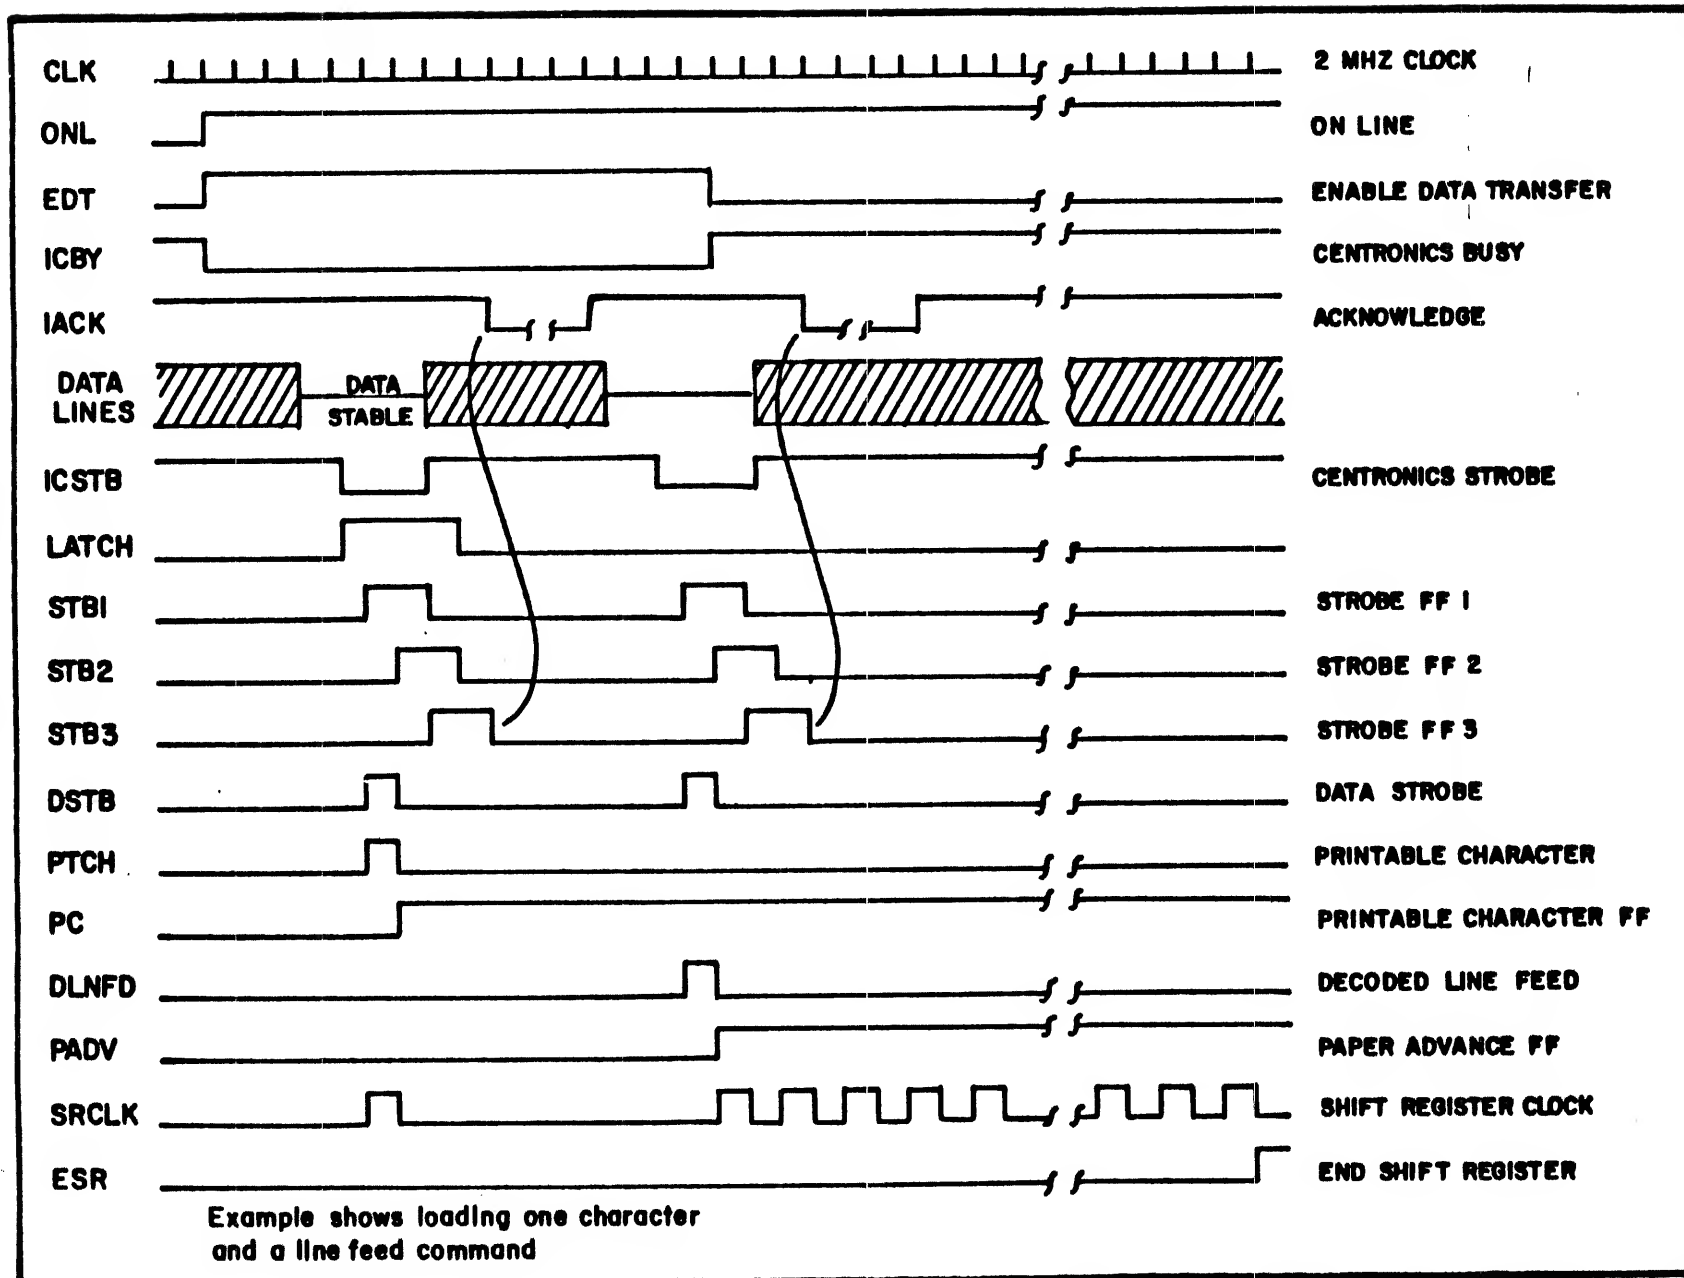 CLK 2 MHZ CLOCK
ONL ON LINE
EDT ENABLE DATA TRANSFER
ICBY CENTRONICS BUSY
IACK ACKNOWLEDGE
DATA LINES DATA STABLE
ICSTB CENTRONICS STROBE
LATCH
STB1 STROBE FF 1
STB2 STROBE FF 2
STB3 STROBE FF 3
DSTB DATA STROBE
PTCH PRINTABLE CHARACTER
PC PRINTABLE CHARACTER FF
DLNFD DECODED LINE FEED
PADV PAPER ADVANCE FF
SRCLK SHIFT REGISTER CLOCK
ESR END SHIFT REGISTER
Example shows loading one character
and a line feed command